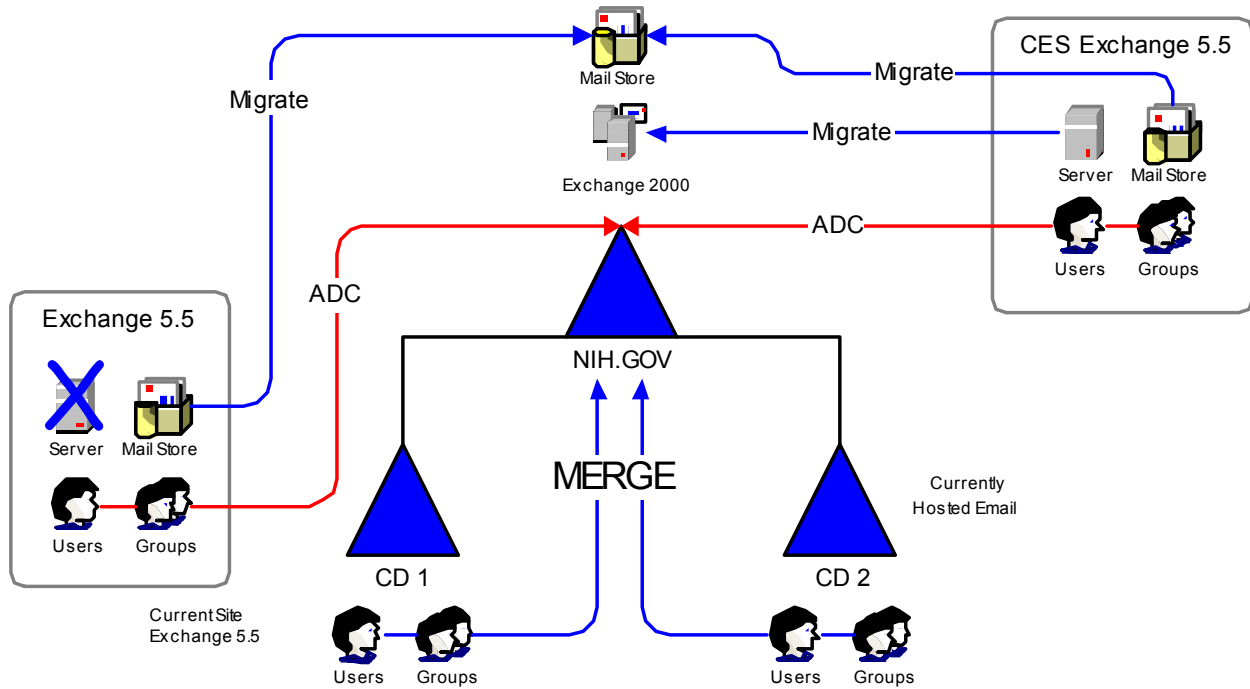 CES Exchange 5.5
Mail Store
Migrate
Migrate
Migrate
Server
Mail Store
Exchange 2000
ADC
Users
Groups
ADC
Exchange 5.5
NIH.GOV
Server
Mail Store
MERGE
Currently
Hosted Email
Users
Groups
CD 1
CD 2
Current Site
Exchange 5.5
Users
Groups
Users
Groups